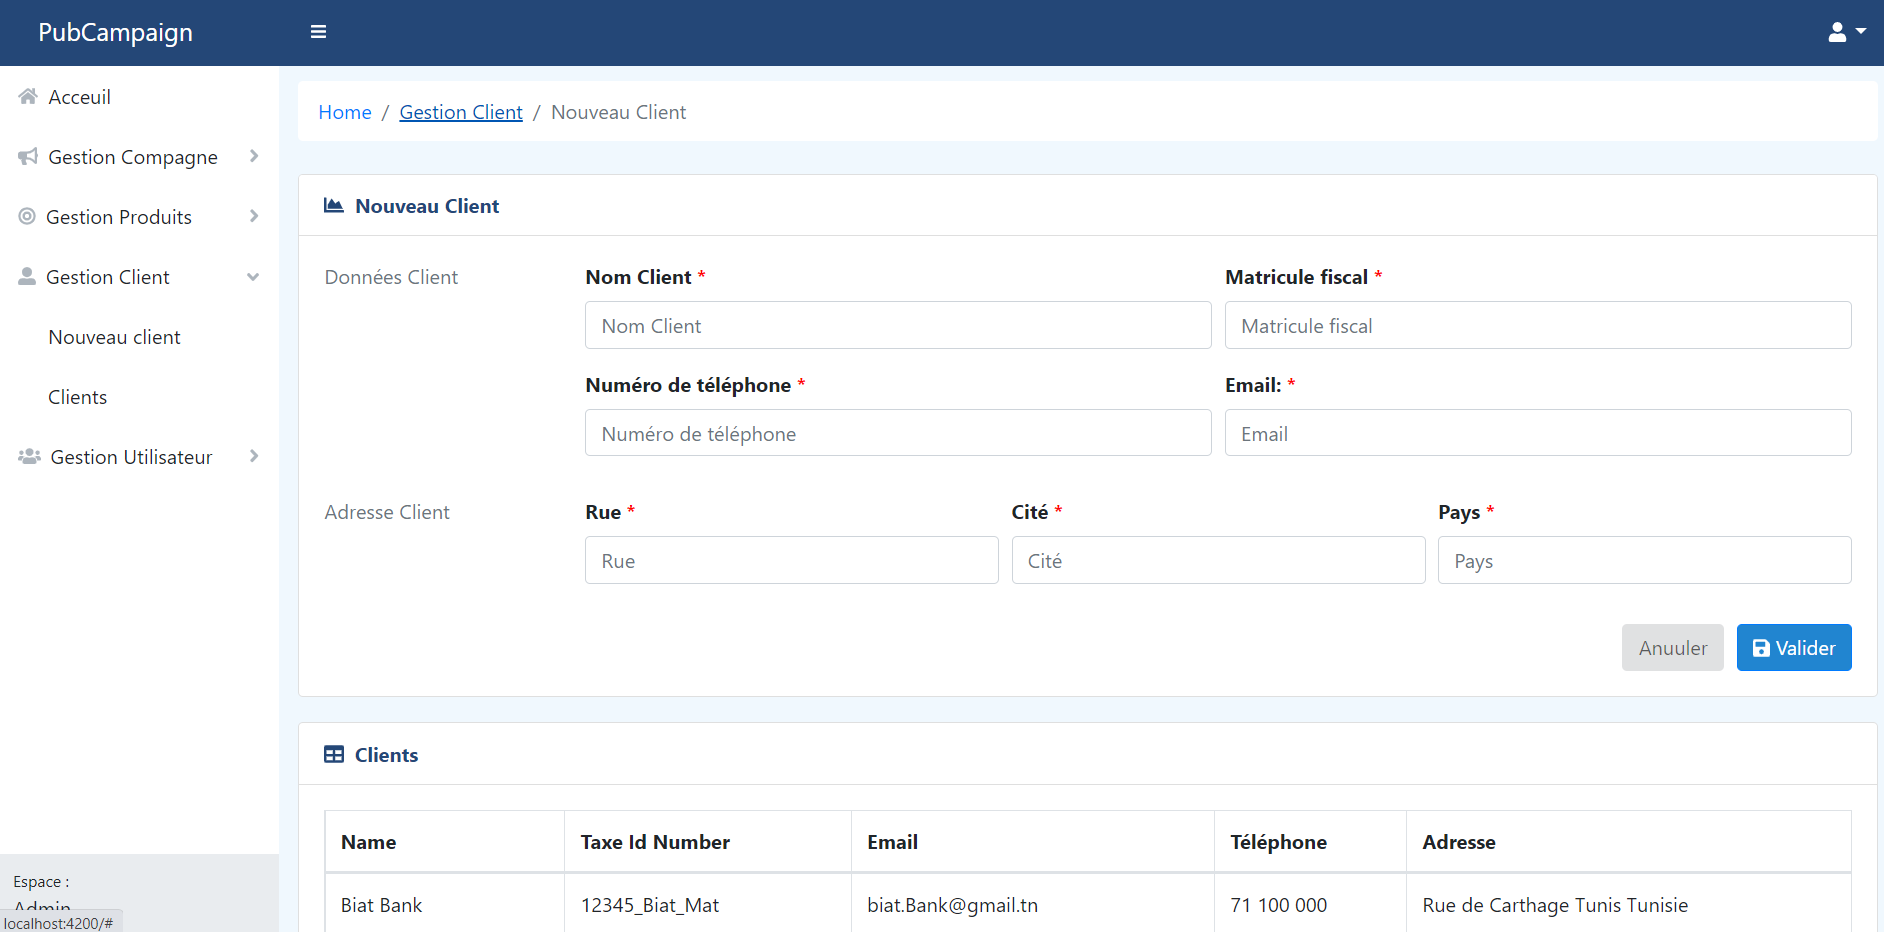 PubCampaign
Acceuil
Gestion Compagne
Gestion Produits
Gestion Client
Nouveau client
Clients
Gestion Utilisateur
Espace :
Admin
localhost:4200/#
Home / Gestion Client / Nouveau Client
Nouveau Client
Données Client
Nom Client * Matricule fiscal *
Nom Client Matricule fiscal
Numéro de téléphone * Email: *
Numéro de téléphone Email
Adresse Client
Rue * Cité * Pays *
Rue Cité Pays
Anuuler Valider
Clients
Name Taxe Id Number Email Téléphone Adresse
Biat Bank 12345_Biat_Mat biat.Bank@gmail.tn 71 100 000 Rue de Carthage Tunis Tunisie